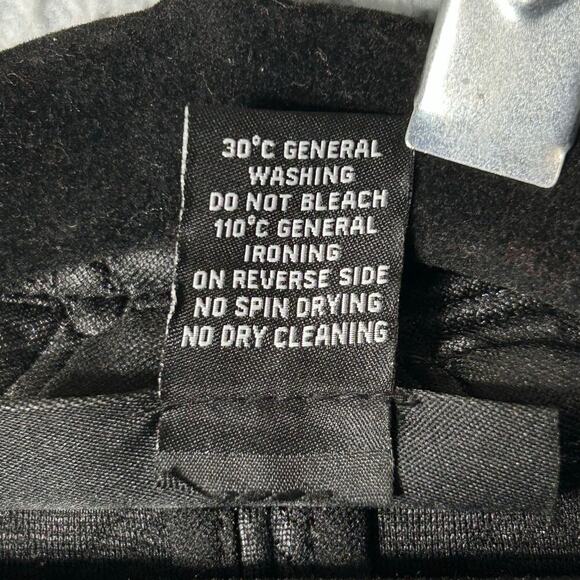 30°C GENERAL
WASHING
DO NOT BLEACH
110°C GENERAL
IRONING
ON REVERSE SIDE
NO SPIN DRYING
NO DRY CLEANING